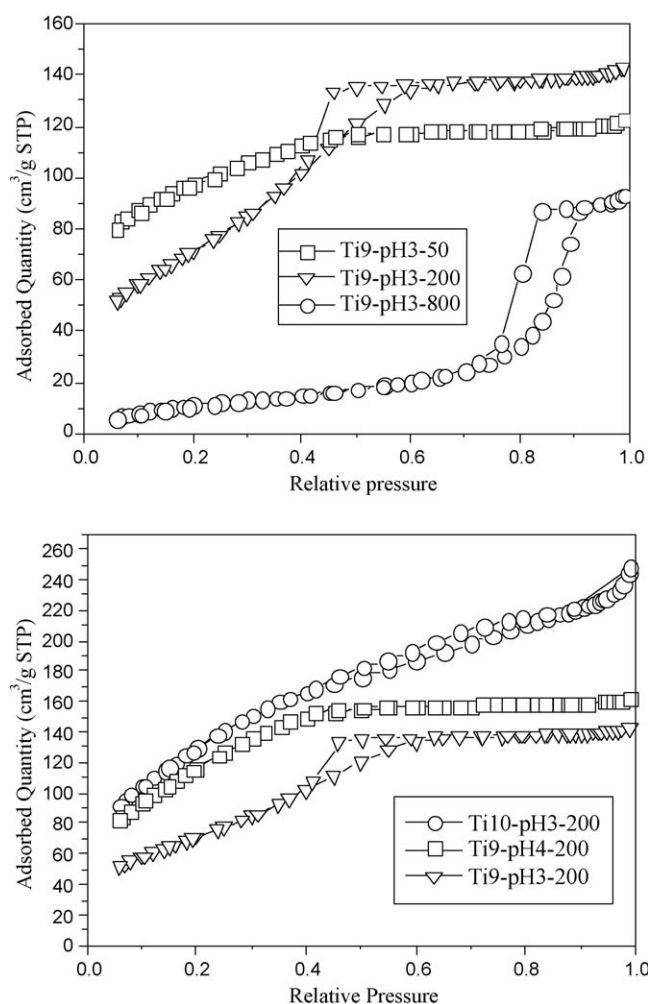 160
140
120
100
80
60
40
20
0
Adsorbed Quantity (cm³/g STP)
Ti9-pH3-50
Ti9-pH3-200
Ti9-pH3-800
0.0 0.2 0.4 0.6 0.8 1.0
Relative pressure
260
240
220
200
180
160
140
120
100
80
60
40
20
0
Adsorbed Quantity (cm³/g STP)
Ti10-pH3-200
Ti9-pH4-200
Ti9-pH3-200
0.0 0.2 0.4 0.6 0.8 1.0
Relative Pressure